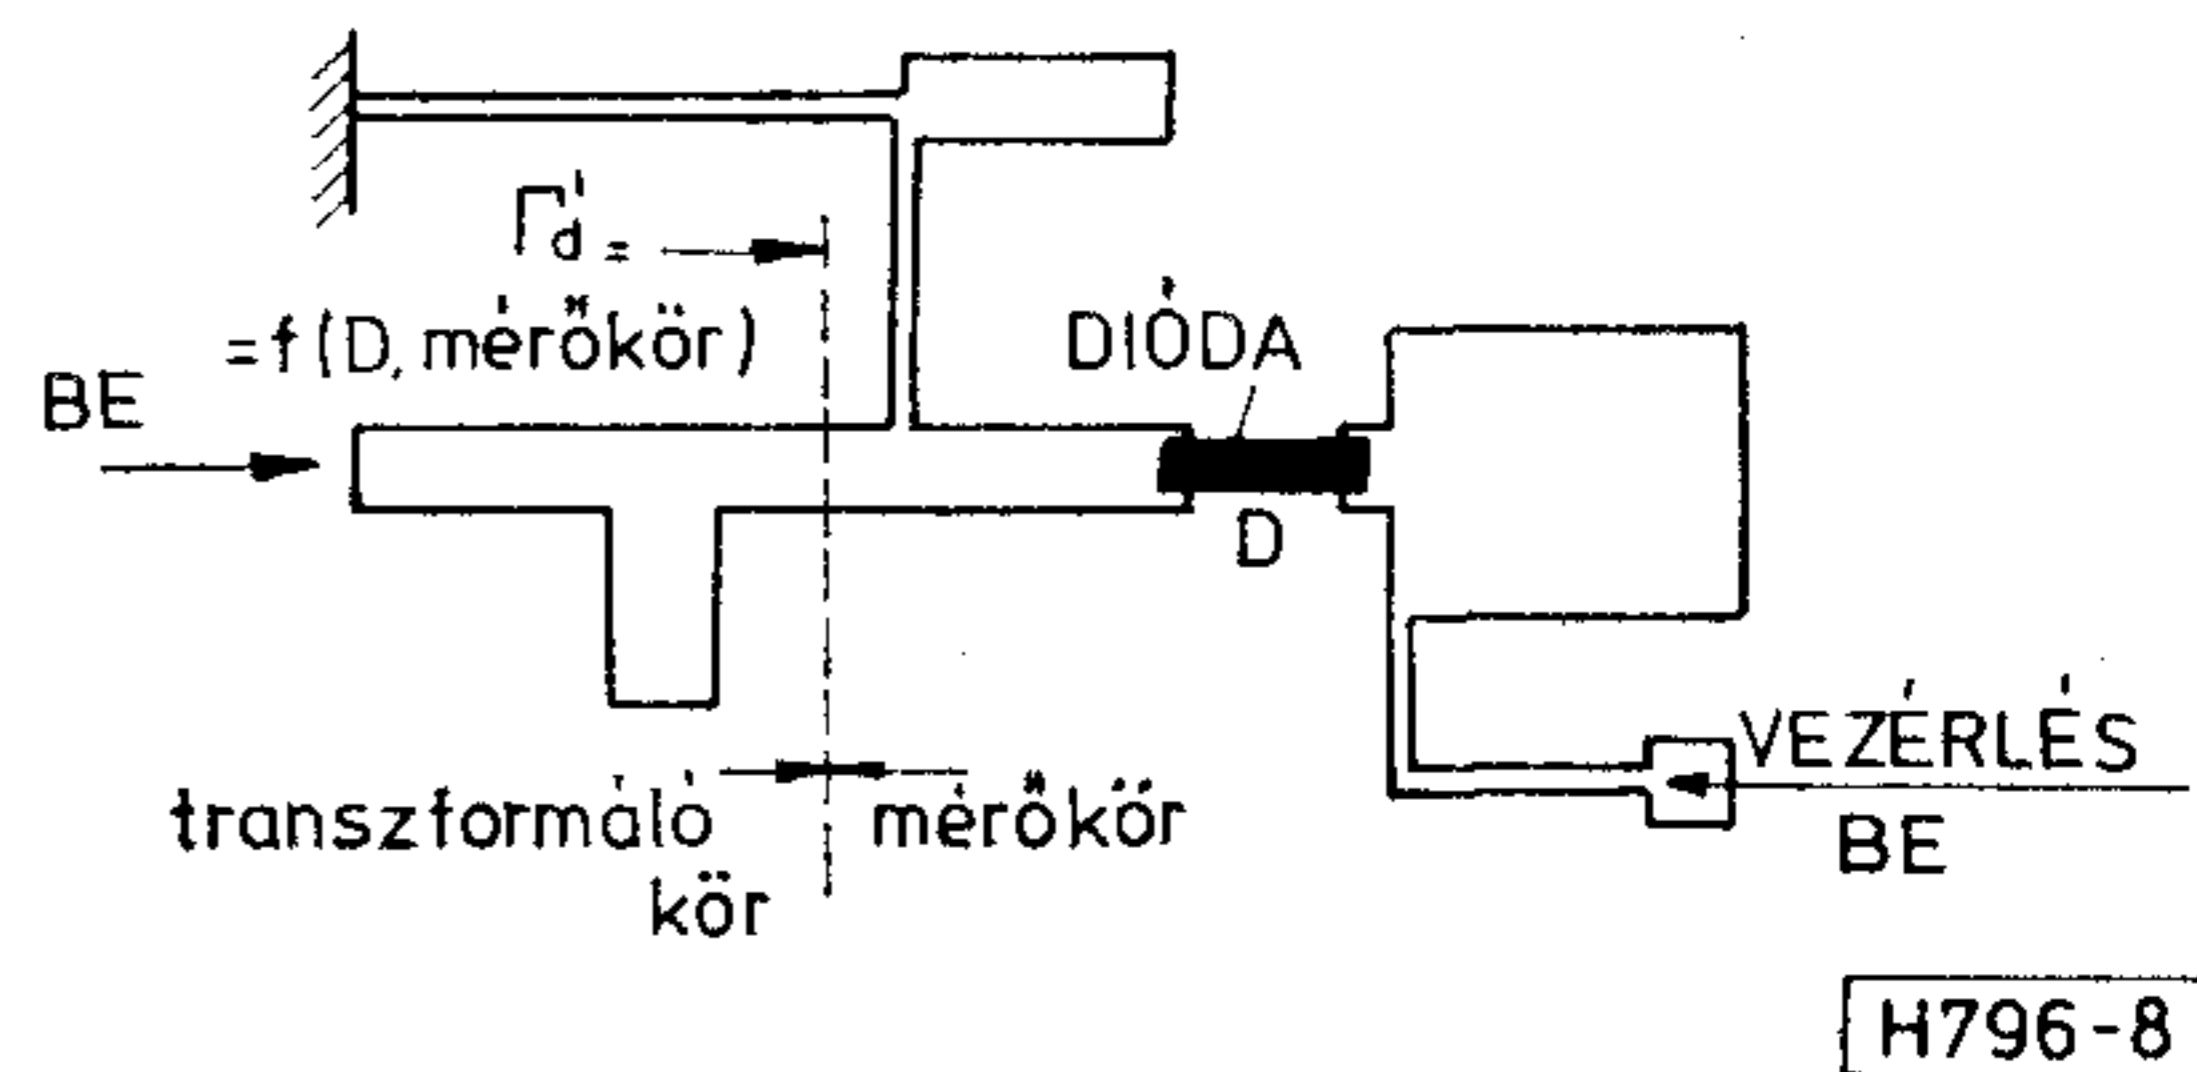 Γ'd =
=f(D, mérőkör)
BE
DIÓDA
D
VEZÉRLÉS
BE
transzformáló
kör
mérőkör
H796-8